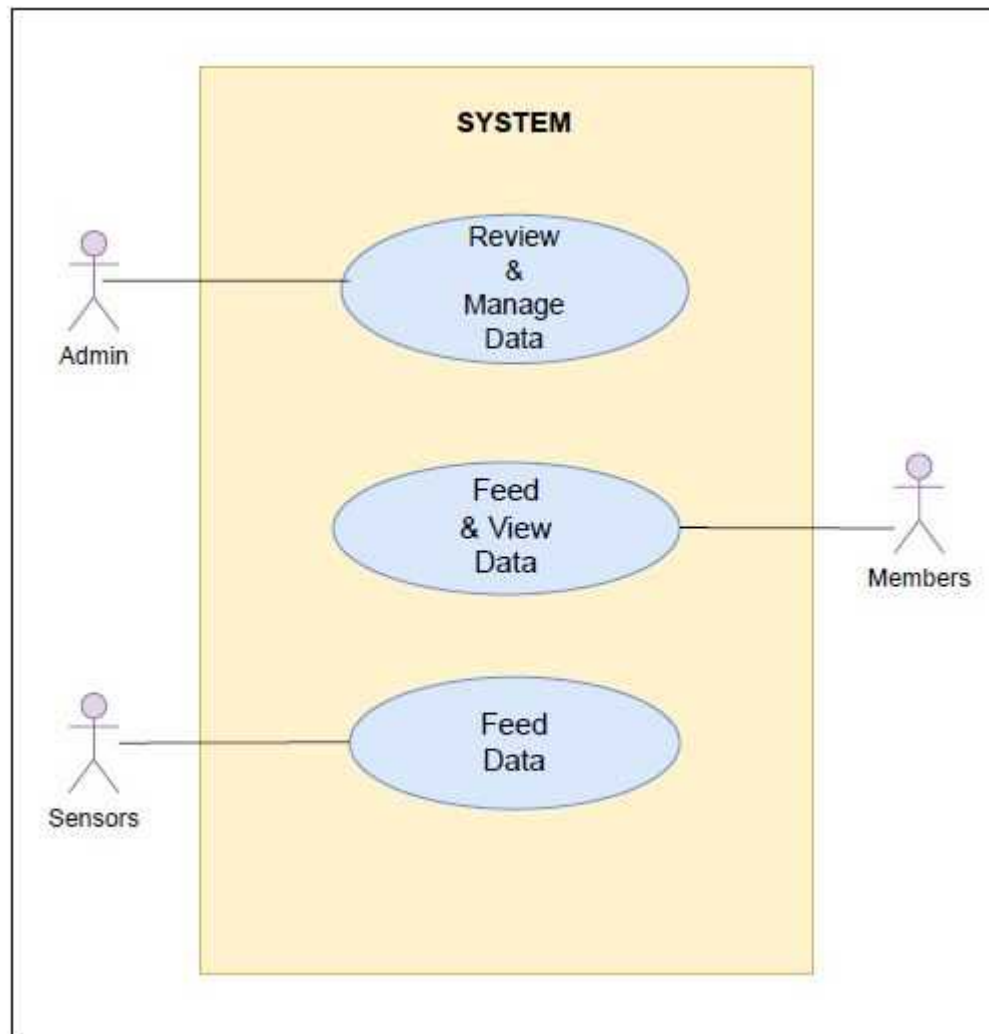 SYSTEM
Review
&
Manage
Data
Admin
Feed
& View
Data
Members
Feed
Data
Sensors